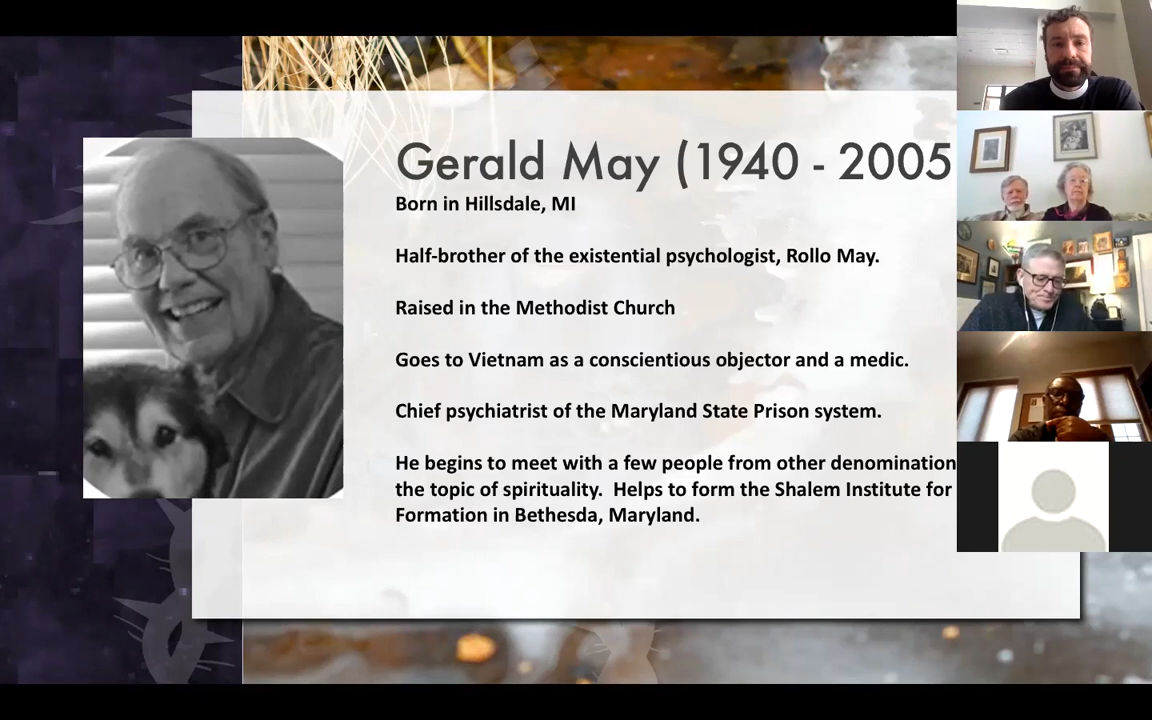 Gerald May (1940 - 2005
Born in Hillsdale, MI
Half-brother of the existential psychologist, Rollo May.
Raised in the Methodist Church
Goes to Vietnam as a conscientious objector and a medic.
Chief psychiatrist of the Maryland State Prison system.
He begins to meet with a few people from other denomination
the topic of spirituality.  Helps to form the Shalem Institute for
Formation in Bethesda, Maryland.